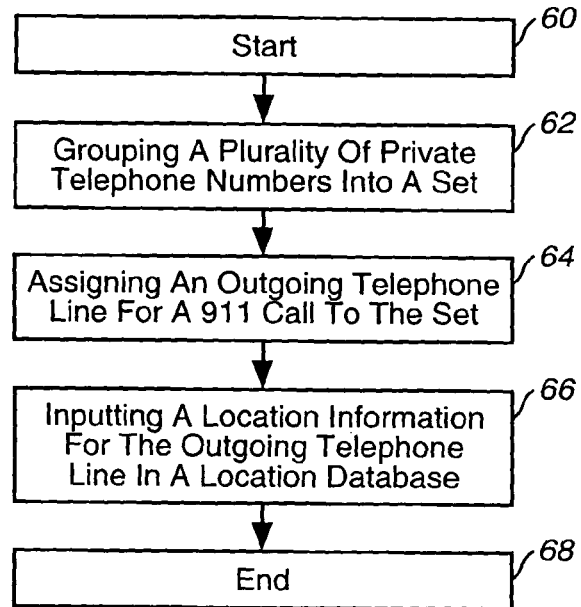 60
Start
62
Grouping A Plurality Of Private
Telephone Numbers Into A Set
64
Assigning An Outgoing Telephone
Line For A 911 Call To The Set
66
Inputting A Location Information
For The Outgoing Telephone
Line In A Location Database
68
End